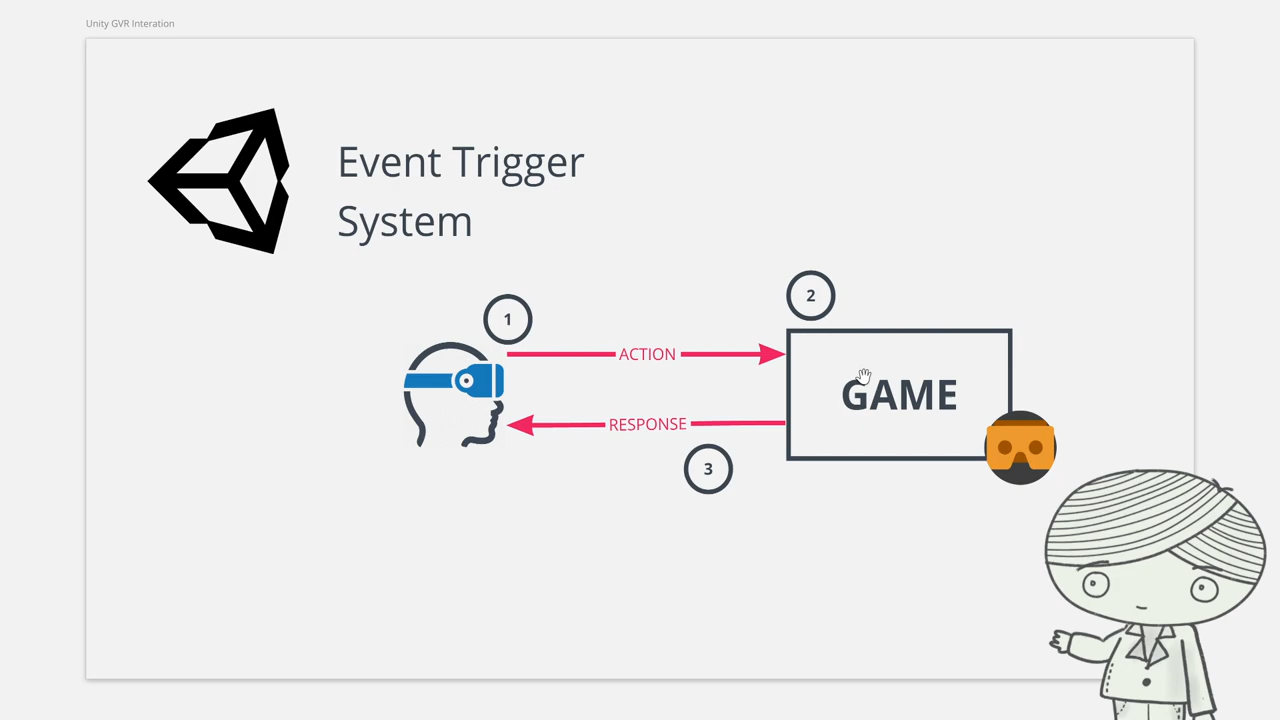 Unity GVR Interation
Event Trigger
System
1
2
ACTION
GAME
RESPONSE
3